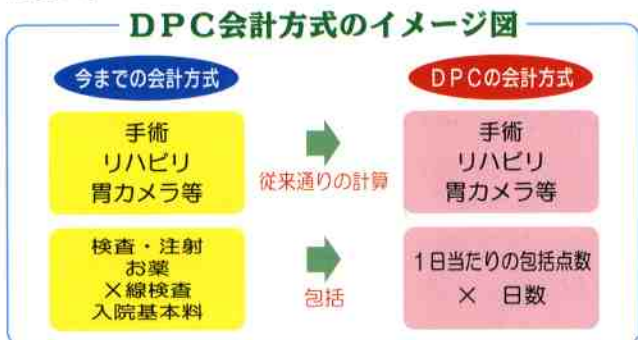 DPC会計方式のイメージ図
今までの会計方式
DPCの会計方式
手術
リハビリ
胃カメラ等
従来通りの計算
手術
リハビリ
胃カメラ等
検査・注射
お薬
X線検査
入院基本料
包括
1日当たりの包括点数
× 日数